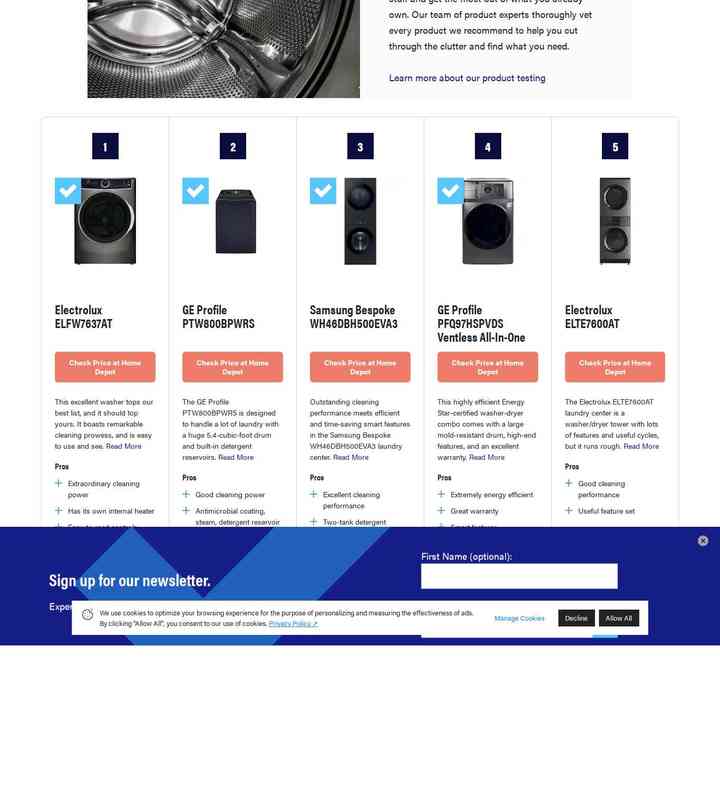 own. Our team of product experts thoroughly vet
every product we recommend to help you cut
through the clutter and find what you need.
Learn more about our product testing
1
2
3
4
5
Electrolux
ELFW7637AT
GE Profile
PTW800BPWRS
Samsung Bespoke
WH46DBH500EVA3
GE Profile
PFQ97HSPVDS
Ventless All-In-One
Electrolux
ELTE7600AT
Check Price at Home
Depot
Check Price at Home
Depot
Check Price at Home
Depot
Check Price at Home
Depot
Check Price at Home
Depot
This excellent washer tops our
best list, and it should top
yours. It boasts remarkable
cleaning prowess, and is easy
to use and see. Read More
Pros
Extraordinary cleaning
power
Has its own internal heater
The GE Profile
PTW800BPWRS is designed
to handle a lot of laundry with
a huge 5.4-cubic-foot drum
and built-in detergent
reservoirs. Read More
Pros
Good cleaning power
Antimicrobial coating,
steam, detergent reservoir
Outstanding cleaning
performance meets efficient
and time-saving smart features
in the Samsung Bespoke
WH46DBH500EVA3 laundry
center. Read More
Pros
Excellent cleaning
performance
Two-tank detergent
This highly efficient Energy
Star-certified washer-dryer
combo comes with a large
mold-resistant drum, high-end
features, and an excellent
warranty. Read More
Pros
Extremely energy efficient
Great warranty
Smart features
The Electrolux ELTE7600AT
laundry center is a
washer/dryer tower with lots
of features and useful cycles,
but it runs rough. Read More
Pros
Good cleaning
performance
Useful feature set
Sign up for our newsletter.
First Name (optional):
We use cookies to optimize your browsing experience for the purpose of personalizing and measuring the effectiveness of ads.
By clicking "Allow All", you consent to our use of cookies. Privacy Policy ↗
Manage Cookies
Decline
Allow All